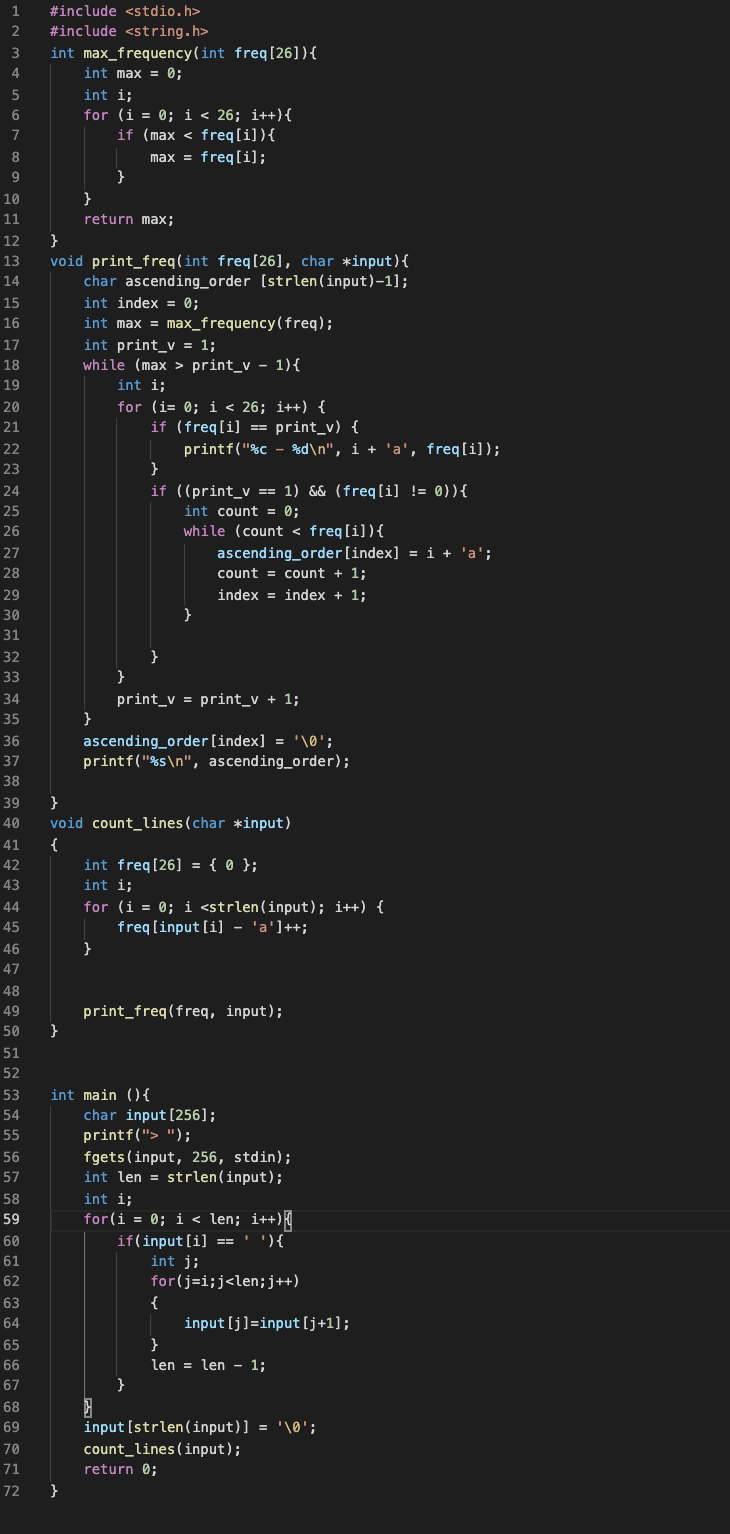 1 #include <stdio.h>
2 #include <string.h>
3 int max_frequency(int freq[26]){
4     int max = 0;
5     int i;
6     for (i = 0; i < 26; i++){
7         if (max < freq[i]){
8             max = freq[i];
9         }
10     }
11     return max;
12 }
13 void print_freq(int freq[26], char *input){
14     char ascending_order [strlen(input)-1];
15     int index = 0;
16     int max = max_frequency(freq);
17     int print_v = 1;
18     while (max > print_v - 1){
19         int i;
20         for (i= 0; i < 26; i++) {
21             if (freq[i] == print_v) {
22                 printf("%c - %d\n", i + 'a', freq[i]);
23             }
24             if ((print_v == 1) && (freq[i] != 0)){
25                 int count = 0;
26                 while (count < freq[i]){
27                     ascending_order[index] = i + 'a';
28                     count = count + 1;
29                     index = index + 1;
30                 }
31
32             }
33         }
34         print_v = print_v + 1;
35     }
36     ascending_order[index] = '\0';
37     printf("%s\n", ascending_order);
38
39 }
40 void count_lines(char *input)
41 {
42     int freq[26] = { 0 };
43     int i;
44     for (i = 0; i <strlen(input); i++) {
45         freq[input[i] - 'a']++;
46     }
47
48
49     print_freq(freq, input);
50 }
51
52
53 int main (){
54     char input[256];
55     printf("> ");
56     fgets(input, 256, stdin);
57     int len = strlen(input);
58     int i;
59     for(i = 0; i < len; i++){
60         if(input[i] == ' '){
61             int j;
62             for(j=i;j<len;j++)
63             {
64                 input[j]=input[j+1];
65             }
66             len = len - 1;
67         }
68     }
69     input[strlen(input)] = '\0';
70     count_lines(input);
71     return 0;
72 }